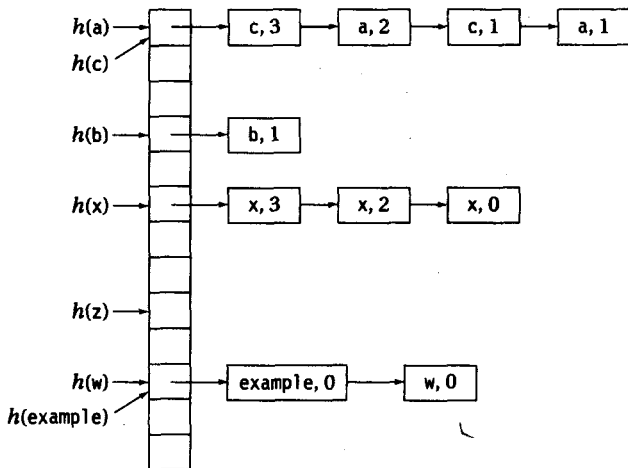 h(a) c, 3 a, 2 c, 1 a, 1
h(c)
h(b) b, 1
h(x) x, 3 x, 2 x, 0
h(z)
h(w) example, 0 w, 0
h(example)